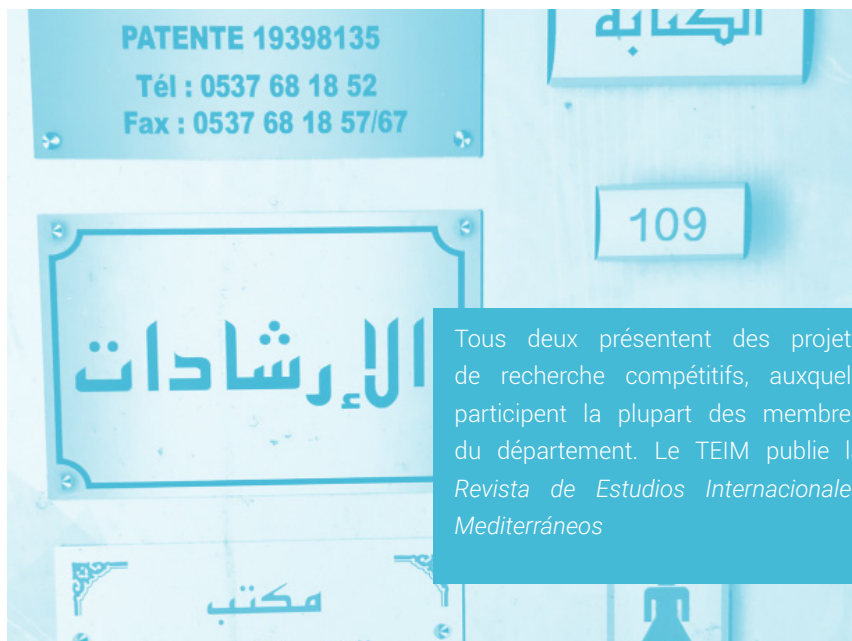 PATENTE 19398135
Tél : 0537 68 18 52
Fax : 0537 68 18 57/67
الكتابة
109
الإرشادات
Tous deux présentent des projet
de recherche compétitifs, auxquel
participent la plupart des membre
du département. Le TEIM publie l
Revista de Estudios Internacionale
Mediterráneos
مكتب